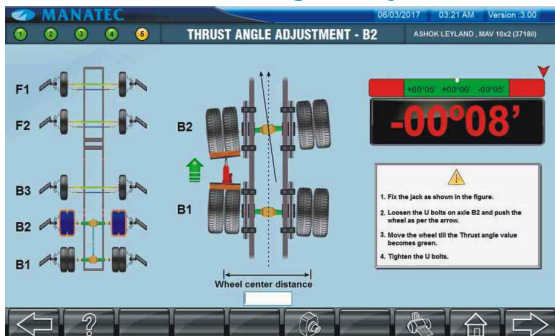 MANATEC
06/03/2017 03:21 AM Version :3.00
1 2 3 4 5
THRUST ANGLE ADJUSTMENT - B2
ASHOK LEYLAND , MAV 10x2 (3718il)
F1
F2
B3
B2
B1
B2
B1
Wheel center distance
+00°05' +00°00' -00°05'
-00°08'
1. Fix the jack as shown in the figure.
2. Loosen the U bolts on axle B2 and push the
wheel as per the arrow.
3. Move the wheel till the Thrust angle value
becomes green.
4. Tighten the U bolts.